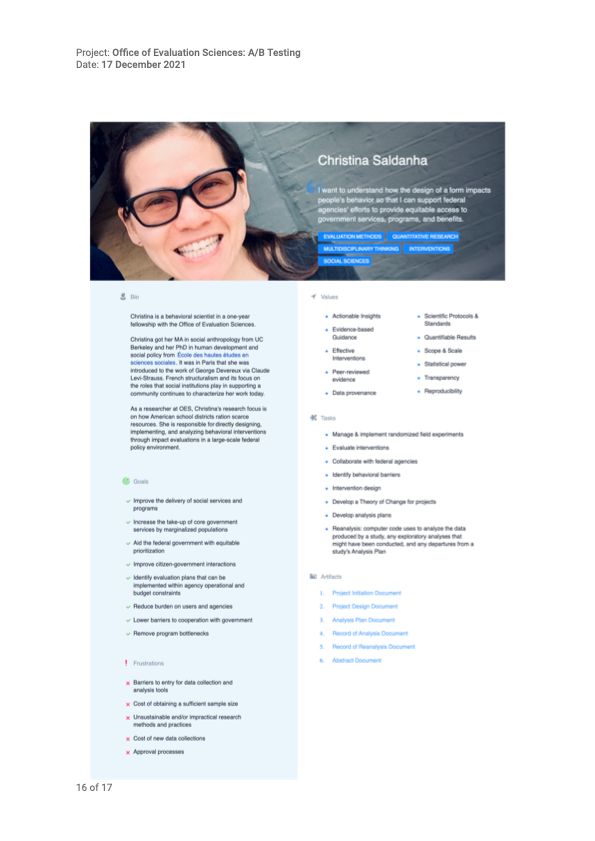 Project: Office of Evaluation Sciences: A/B Testing
Date: 17 December 2021
Christina Saldanha
I want to understand how the design of a form impacts
people's behavior so that I can support federal
agencies' efforts to provide equitable access to
government services, programs, and benefits.
EVALUATION METHODS QUANTITATIVE RESEARCH
MULTIDISCIPLINARY THINKING INTERVENTIONS
SOCIAL SCIENCES
Bio
Christina is a behavioral scientist in a one-year
fellowship with the Office of Evaluation Sciences.
Christina got her MA in social anthropology from UC
Berkeley and her PhD in human development and
social policy from École des hautes études en
sciences sociales. It was in Paris that she was
introduced to the work of George Devereux via Claude
Levi-Strauss. French structuralism and its focus on
the roles that social institutions play in supporting a
community continues to characterize her work today.
As a researcher at OES, Christina's research focus is
on how American school districts ration scarce
resources. She is responsible for directly designing,
implementing, and analyzing behavioral interventions
through impact evaluations in a large-scale federal
policy environment.
Goals
Improve the delivery of social services and
programs
Increase the take-up of core government
services by marginalized populations
Aid the federal government with equitable
prioritization
Improve citizen-government interactions
Identify evaluation plans that can be
implemented within agency operational and
budget constraints
Reduce burden on users and agencies
Lower barriers to cooperation with government
Remove program bottlenecks
Frustrations
Barriers to entry for data collection and
analysis tools
Cost of obtaining a sufficient sample size
Unsustainable and/or impractical research
methods and practices
Cost of new data collections
Approval processes
Values
Actionable Insights
Evidence-based
Guidance
Effective
Interventions
Peer-reviewed
evidence
Data provenance
Scientific Protocols &
Standards
Quantifiable Results
Scope & Scale
Statistical power
Transparency
Reproducibility
Tasks
Manage & implement randomized field experiments
Evaluate interventions
Collaborate with federal agencies
Identify behavioral barriers
Intervention design
Develop a Theory of Change for projects
Develop analysis plans
Reanalysis: computer code uses to analyze the data
produced by a study, any exploratory analyses that
might have been conducted, and any departures from a
study's Analysis Plan
Artifacts
1. Project Initiation Document
2. Project Design Document
3. Analysis Plan Document
4. Record of Analysis Document
5. Record of Reanalysis Document
6. Abstract Document
16 of 17